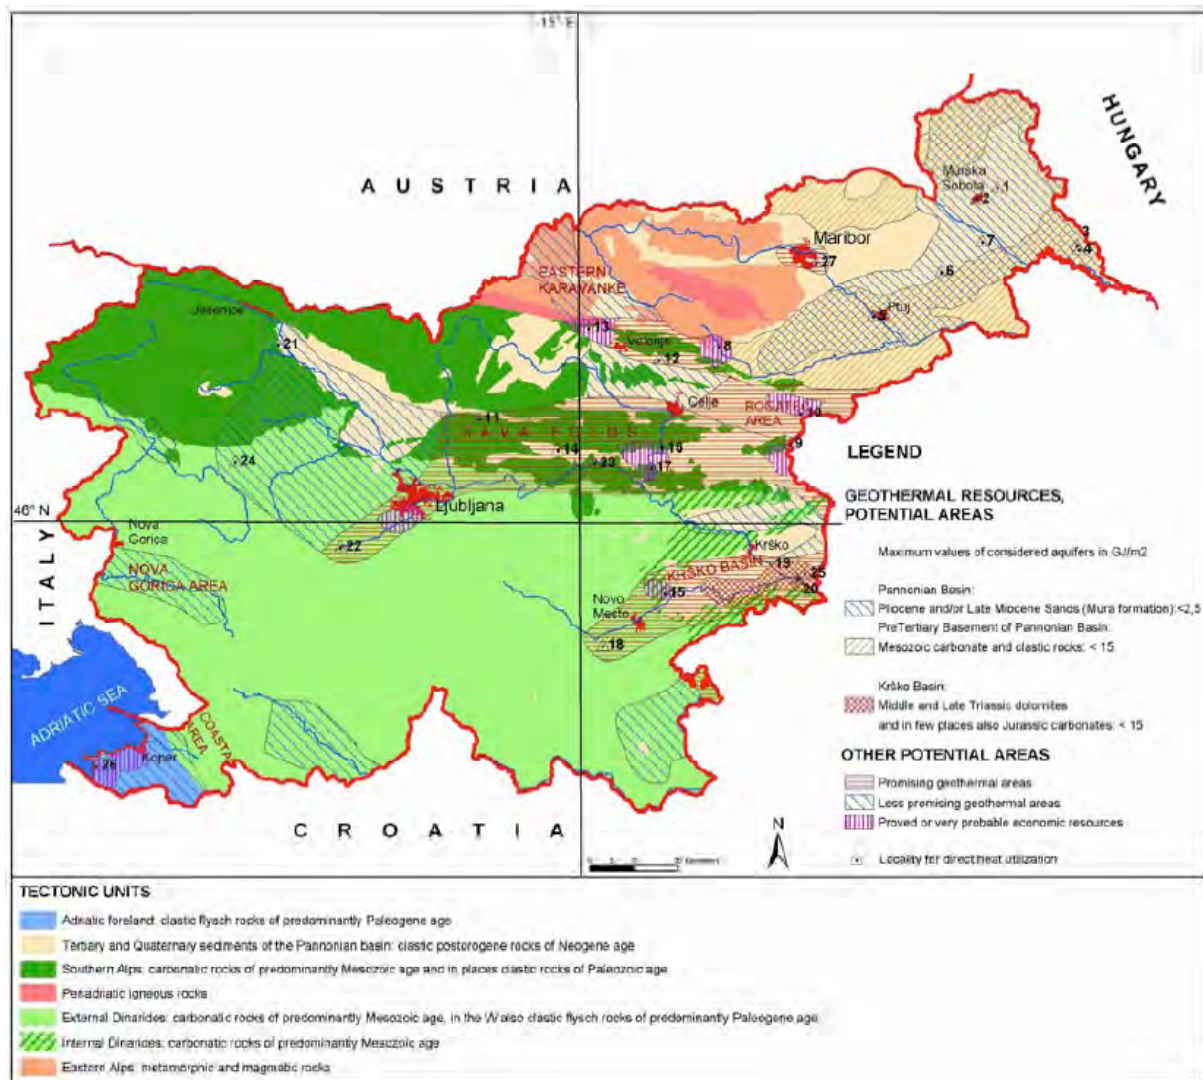 15° E
HUNGARY
AUSTRIA
Murska
Sobota
1
2
3
4
7
6
Maribor
27
EASTERN
KARAVANKE
Ptuj
5
Jesenice
21
13
Velenje
12
8
Celje
ROGATEC
AREA
10
11
SAVA FOLDS
14
16
9
23
17
24
LEGEND
GEOTHERMAL RESOURCES,
POTENTIAL AREAS
Ljubljana
46° N
Nova
Gorica
22
Krško
Maximum values of considered aquifers in GJ/m2
ITALY
NOVA
GORICA AREA
KRŠKO BASIN
19
25
20
15
Novo
Mesto
18
Pannonian Basin:
Pliocene and/or Late Miocene Sands (Mura formation):<2,5
PreTertiary Basement of Pannonian Basin:
Mesozoic carbonate and clastic rocks: < 15
Krško Basin:
Middle and Late Triassic dolomites
and in few places also Jurassic carbonates: < 15
ADRIATIC SEA
COASTAL
AREA
Koper
26
OTHER POTENTIAL AREAS
Promising geothermal areas
Less promising geothermal areas
Proved or very probable economic resources
Locality for direct heat utilization
CROATIA
N
TECTONIC UNITS
Adriatic foreland: clastic flysch rocks of predominantly Paleogene age
Tertiary and Quaternary sediments of the Pannonian basin: clastic postorogene rocks of Neogene age
Southern Alps: carbonatic rocks of predominantly Mesozoic age and in places clastic rocks of Paleozoic age
Periadriatic igneous rocks
External Dinarides: carbonatic rocks of predominantly Mesozoic age, in the W also clastic flysch rocks of predominantly Paleogene age
Internal Dinarides: carbonatic rocks of predominantly Mesozoic age
Eastern Alps: metamorphic and magmatic rocks